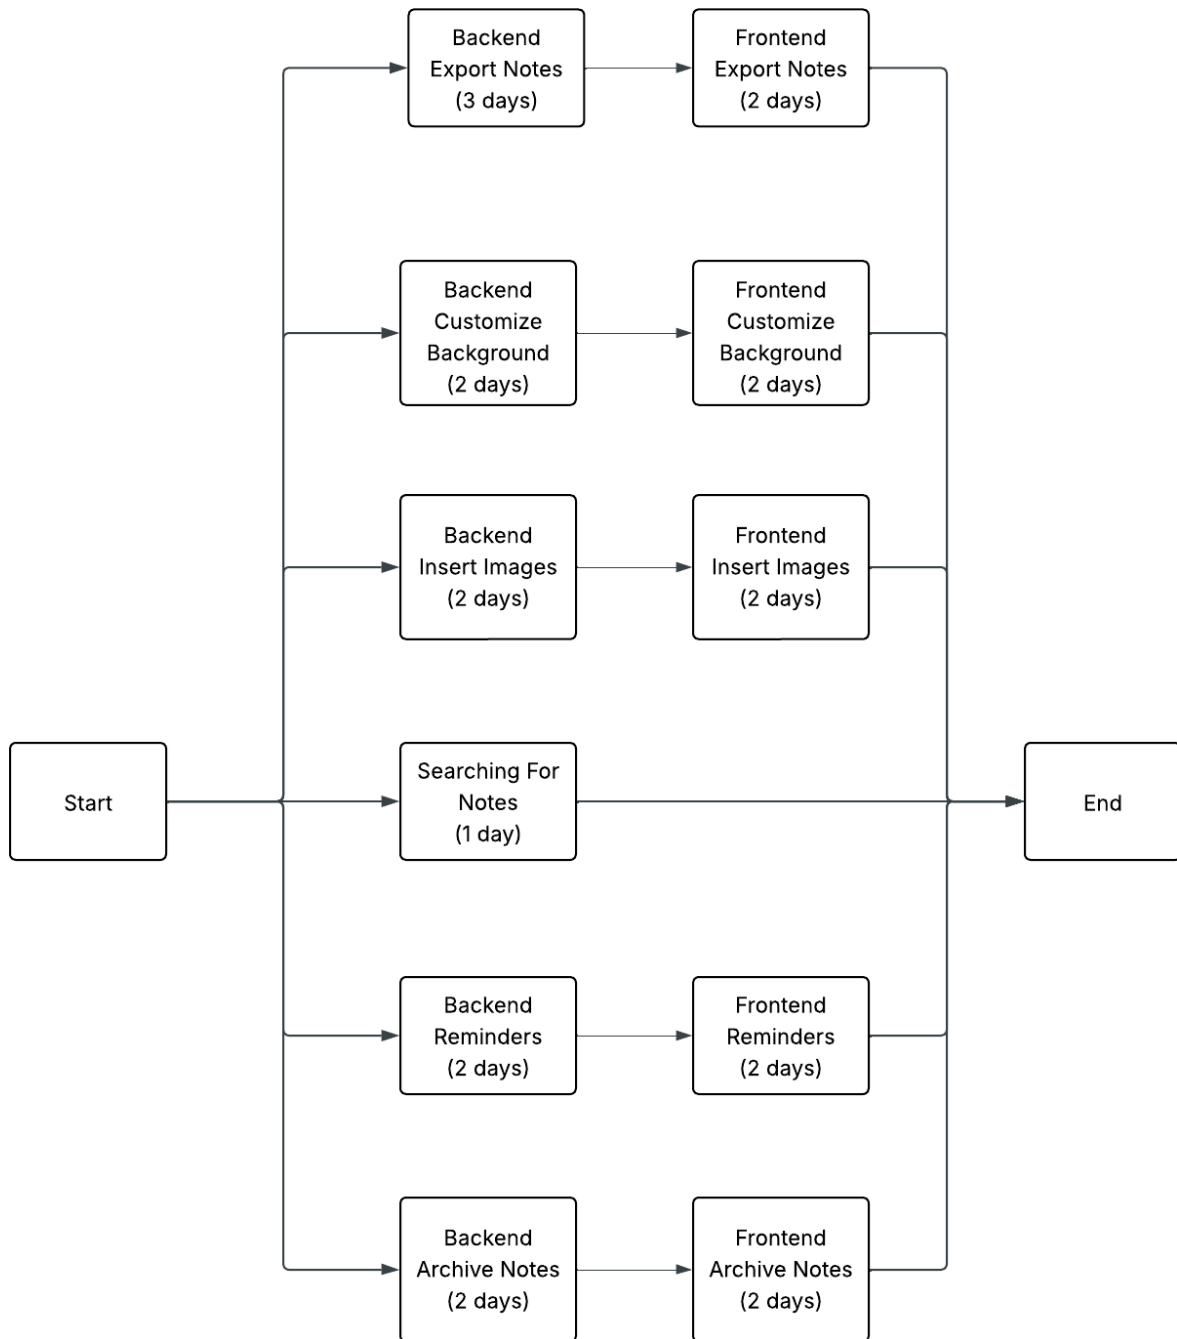 Backend
Export Notes
(3 days)
Frontend
Export Notes
(2 days)
Backend
Customize
Background
(2 days)
Frontend
Customize
Background
(2 days)
Backend
Insert Images
(2 days)
Frontend
Insert Images
(2 days)
Start
Searching For
Notes
(1 day)
End
Backend
Reminders
(2 days)
Frontend
Reminders
(2 days)
Backend
Archive Notes
(2 days)
Frontend
Archive Notes
(2 days)